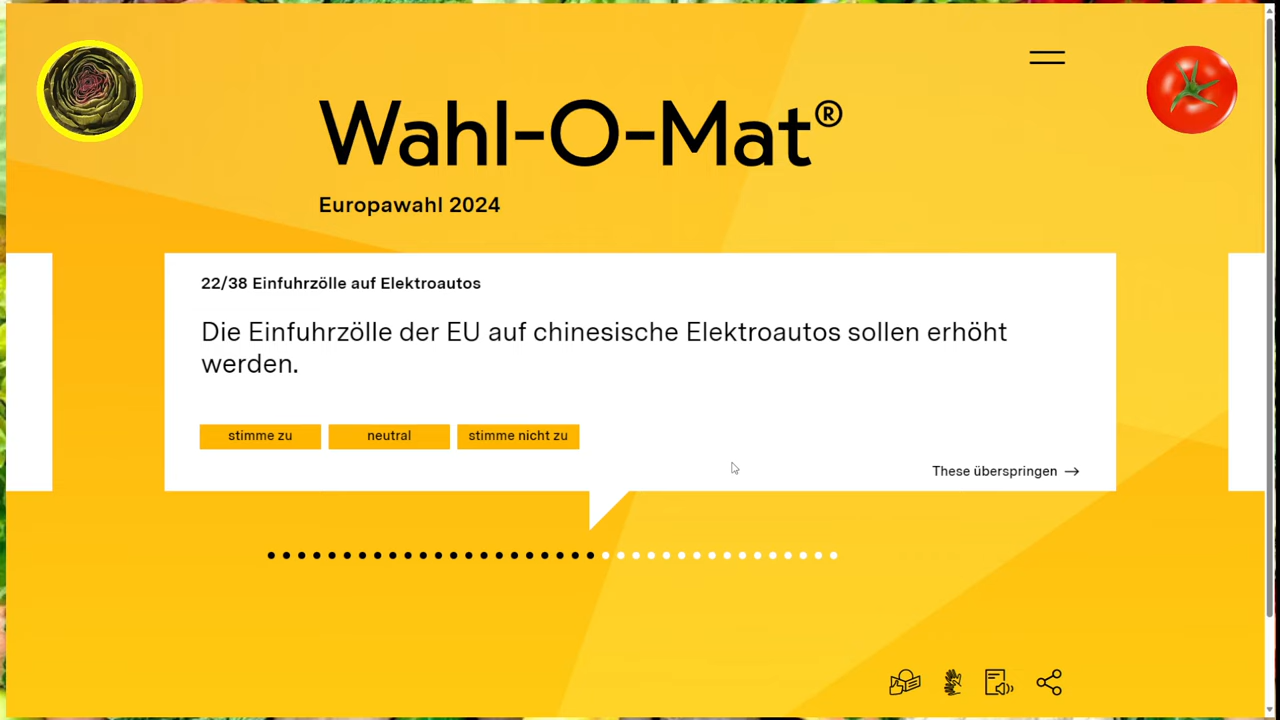 Wahl-O-Mat®
Europawahl 2024
22/38 Einfuhrzölle auf Elektroautos
Die Einfuhrzölle der EU auf chinesische Elektroautos sollen erhöht
werden.
stimme zu neutral stimme nicht zu
These überspringen →